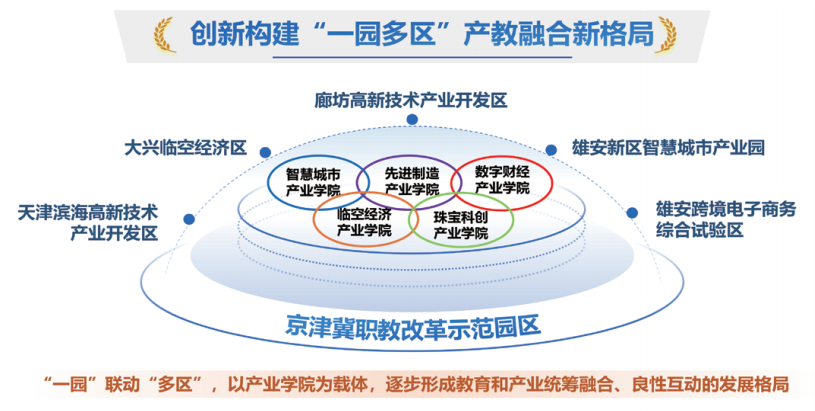 创新构建“一园多区”产教融合新格局
廊坊高新技术产业开发区
大兴临空经济区
雄安新区智慧城市产业园
天津滨海高新技术
产业开发区
雄安跨境电子商务
综合试验区
智慧城市
产业学院
先进制造
产业学院
数字财经
产业学院
临空经济
产业学院
珠宝科创
产业学院
京津冀职教改革示范园区
“一园”联动“多区”，以产业学院为载体，逐步形成教育和产业统筹融合、良性互动的发展格局